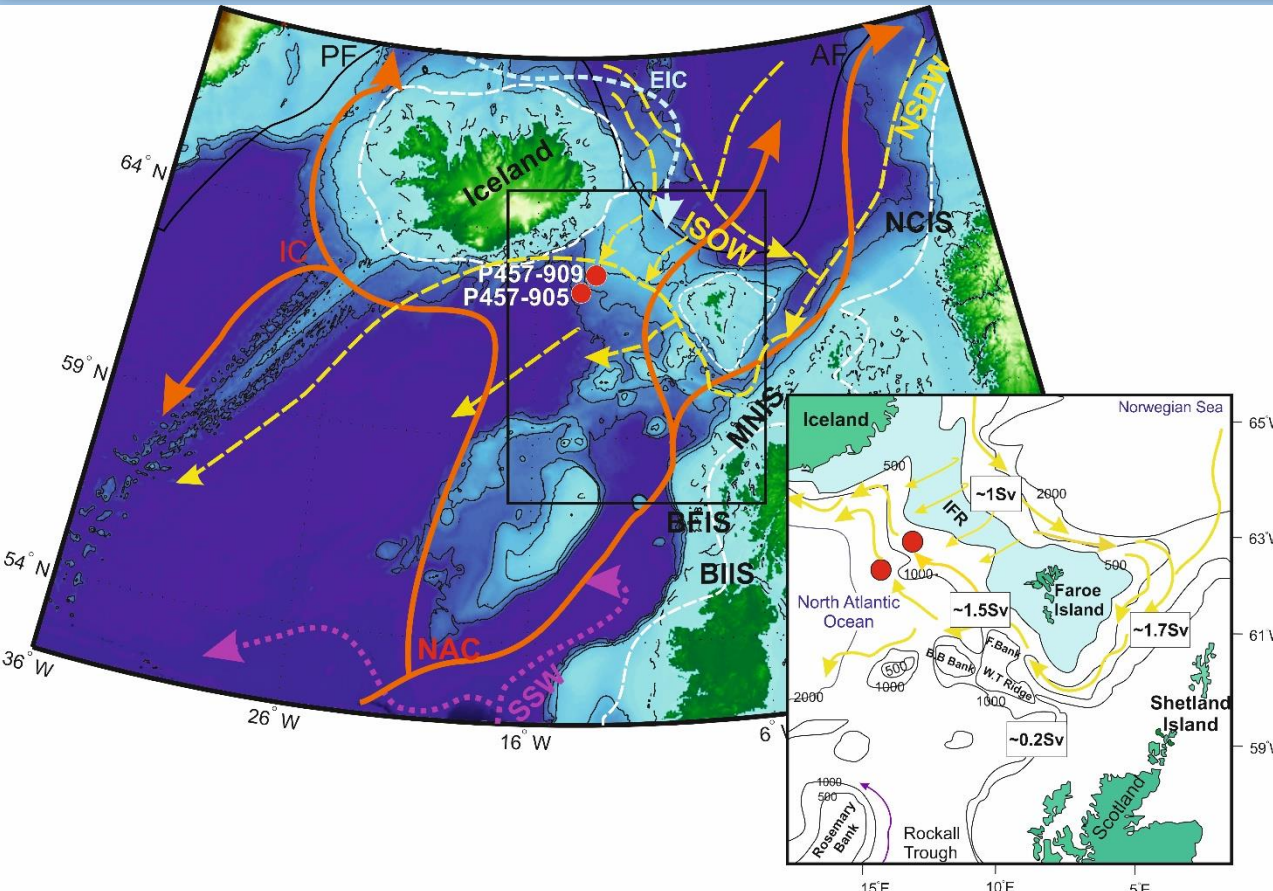 PF
AF
EIC
NSDW
64° N
Iceland
ISOW
NCIS
IC
P457-909
P457-905
59° N
MNIS
BFIS
54° N
BIIS
NAC
SSW
36° W
26° W
16° W
6° W
Norwegian Sea
Iceland
65°W
500
~1Sv
2000
IFR
63°W
500
1000
Faroe
Island
North Atlantic
Ocean
~1.5Sv
~1.7Sv
61°W
F.Bank
B.B Bank
W.T Ridge
500
1000
2000
1000
Shetland
Island
~0.2Sv
59°W
1000
500
Rosemary
Bank
Rockall
Trough
Scotland
15°E
10°E
5°E